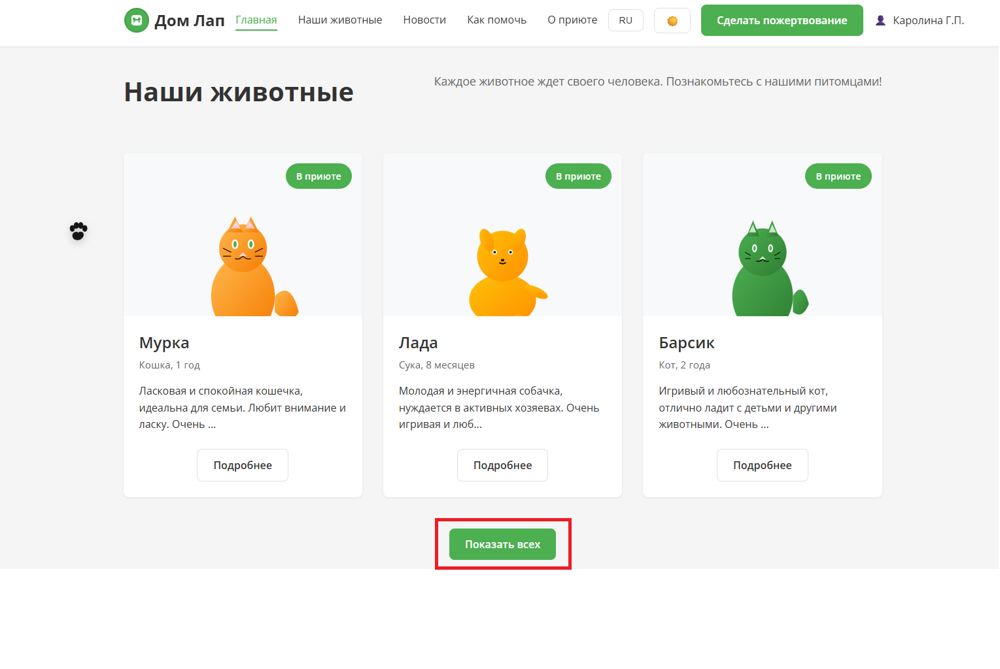 Дом Лап
Главная
Наши животные
Новости
Как помочь
О приюте
RU
Сделать пожертвование
Каролина Г.П.
Наши животные
Каждое животное ждет своего человека. Познакомьтесь с нашими питомцами!
В приюте
Мурка
Кошка, 1 год
Ласковая и спокойная кошечка,
идеальна для семьи. Любит внимание и
ласку. Очень ...
Подробнее
В приюте
Лада
Сука, 8 месяцев
Молодая и энергичная собачка,
нуждается в активных хозяевах. Очень
игривая и люб...
Подробнее
В приюте
Барсик
Кот, 2 года
Игривый и любознательный кот,
отлично ладит с детьми и другими
животными. Очень ...
Подробнее
Показать всех